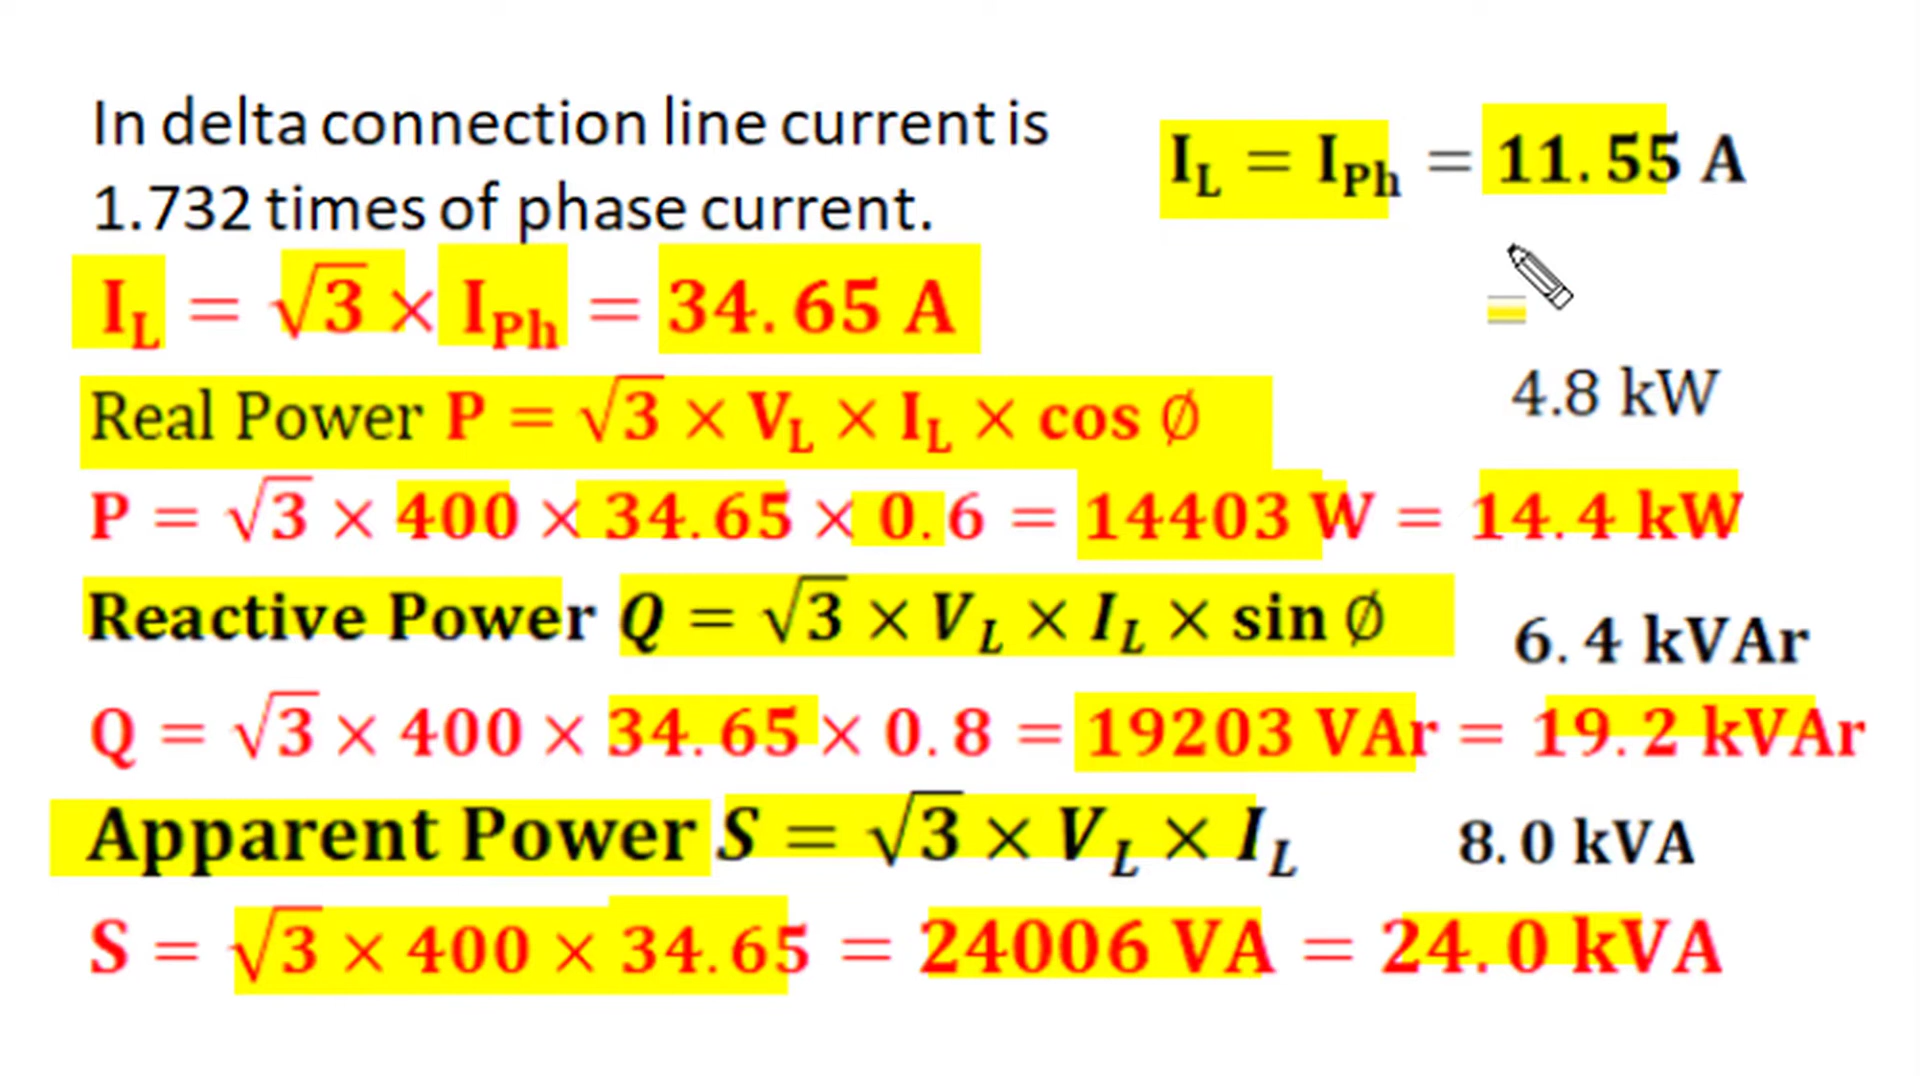 In delta connection line current is
1.732 times of phase current.
I_L = I_Ph = 11.55 A
I_L = √3 × I_Ph = 34.65 A
=
Real Power P = √3 × V_L × I_L × cos ∅
4.8 kW
P = √3 × 400 × 34.65 × 0.6 = 14403 W = 14.4 kW
Reactive Power Q = √3 × V_L × I_L × sin ∅
6.4 kVAr
Q = √3 × 400 × 34.65 × 0.8 = 19203 VAr = 19.2 kVAr
Apparent Power S = √3 × V_L × I_L
8.0 kVA
S = √3 × 400 × 34.65 = 24006 VA = 24.0 kVA